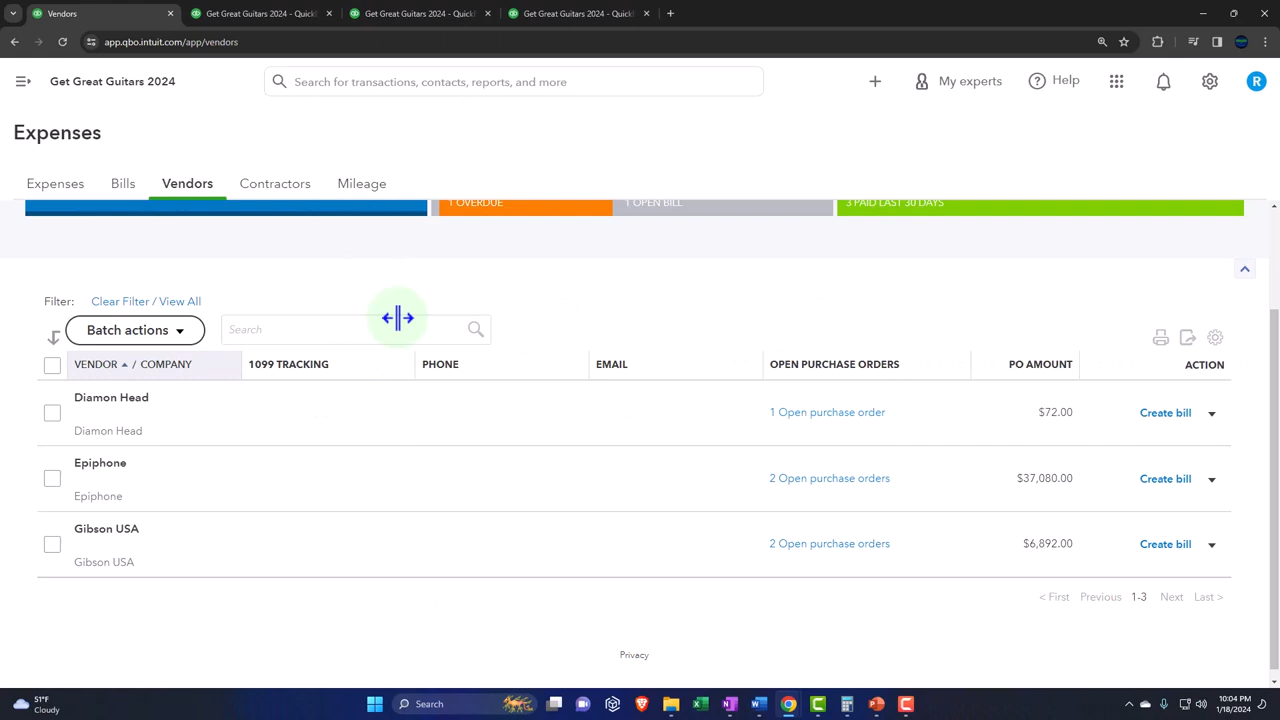 Vendors
Get Great Guitars 2024 - Quick
Get Great Guitars 2024 - Quick
Get Great Guitars 2024 - Quick
app.qbo.intuit.com/app/vendors
Get Great Guitars 2024
Search for transactions, contacts, reports, and more
My experts
Help
R
Expenses
Expenses
Bills
Vendors
Contractors
Mileage
1 OVERDUE
1 OPEN BILL
3 PAID LAST 30 DAYS
Filter: Clear Filter / View All
Batch actions
Search
VENDOR / COMPANY 1099 TRACKING PHONE EMAIL OPEN PURCHASE ORDERS PO AMOUNT ACTION
Diamon Head
1 Open purchase order $72.00 Create bill
Diamon Head
Epiphone
2 Open purchase orders $37,080.00 Create bill
Epiphone
Gibson USA
2 Open purchase orders $6,892.00 Create bill
Gibson USA
< First Previous 1-3 Next Last >
Privacy
51°F
Cloudy
Search
10:04 PM
1/18/2024